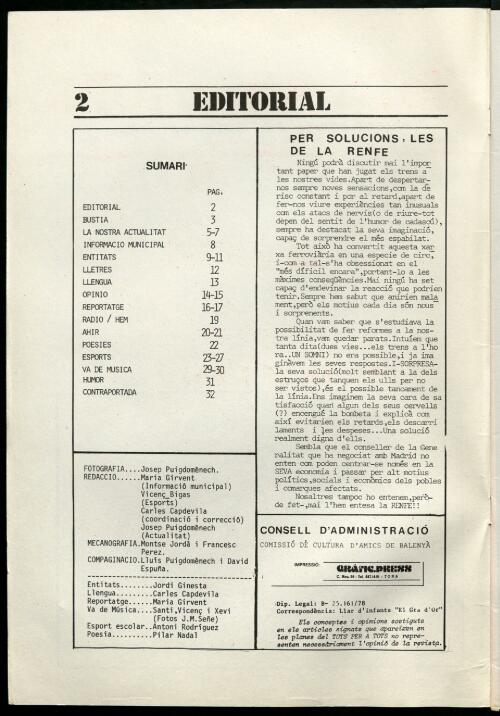 2 EDITORIAL
SUMARI
PAG.
EDITORIAL 2
BUSTIA 3
LA NOSTRA ACTUALITAT 5-7
INFORMACIO MUNICIPAL 8
ENTITATS 9-11
LLETRES 12
LLENGUA 13
OPINIO 14-15
REPORTATGE 16-17
RADIO / HEM 19
AHIR 20-21
POESIES 22
ESPORTS 23-27
VA DE MUSICA 29-30
HUMOR 31
CONTRAPORTADA 32
FOTOGRAFIA....Josep Puigdomènech.
REDACCIO......Maria Girvent
(Informació municipal)
Vicenç Bigas
(Esports)
Carles Capdevila
(coordinació i correcció)
Josep Puigdomènech
(Actualitat)
MECANOGRAFIA.Montse Jordà i Francesc
Perez.
COMPAGINACIO.Lluis Puigdomènech i David
Espuña.
Entitats........Jordi Ginesta
Llengua.........Carles Capdevila
Reportatge......Maria Girvent
Va de Música....Santi,Vicenç i Xevi
(Fotos J.M.Señe)
Esport escolar..Antoni Rodríguez
Poesia..........Pilar Nadal
PER SOLUCIONS, LES
DE LA RENFE
Ningú podrà discutir mai l'impor
tant paper que han jugat els trens a
les nostres vides.Apart de despertar-
nos sempre noves sensacions,com la de
risc constant i por al retard,apart de
fer-nos viure experiències tan inusuals
com els atacs de nervis(o de riure-tot
depen del sentit de l'humor de cadascú),
sempre ha destacat la seva imaginació,
capaç de sorprendre el més espabilat.
Tot això ha convertit aquesta xar
xa ferroviària en una especie de circ,
i-com a tal-s'ha obsessionat en el
"més difícil encara",portant-lo a les
màximes conseqüències.Mai ningú ha set
capaç d'endevinar la reacció que podrien
tenir.Sempre hem sabut que anirien mala
ment,però els motius cada dia són nous
i sorprenents.
Quan vam saber que s'estudiava la
possibilitat de fer reformes a la nos-
tra línia,vam quedar parats.Intuíem que
tanta dita(dues vies...els trens a l'ho
ra..UN SOMNI) no era possible,i ja ima
ginàvem les seves respostes.I-SORPRESA-
la seva solució(molt semblant a la dels
estruços que tanquen els ulls per no
ser vistos),és el possible tancament de
la línia.Ens imaginem la seva cara de sa
tisfacció quan algun dels seus cervells
(?) encengué la bombeta i explicà com
així evitarien els retards,els descarri
laments i les despeses...Una solució
realment digna d'ells.
Sembla que el conseller de la Gene
ralitat que ha negociat amb Madrid no
enten com poden centrar-se només en la
SEVA economia i passar per alt motius
polítics,socials i econòmics dels pobles
i comarques afectats.
Nosaltres tampoc ho entenem,però-
de fet-,mai l'hem entesa la RENFE!!
CONSELL D'ADMINISTRACIÓ
COMISSIÓ DE CULTURA D'AMICS DE BALENYÀ
IMPRESSIO:
GRÀFIC-PRESS
TONA
Dip. Legal: B- 25.161/78
Correspondència: Llar d'Infants "El Gra d'Or"
Els conceptes i opinions sostiguts
en els articles signats que apareixen en
les planes del TOTS PER A TOTS no repre-
senten necessàriament l'opinió de la revista.